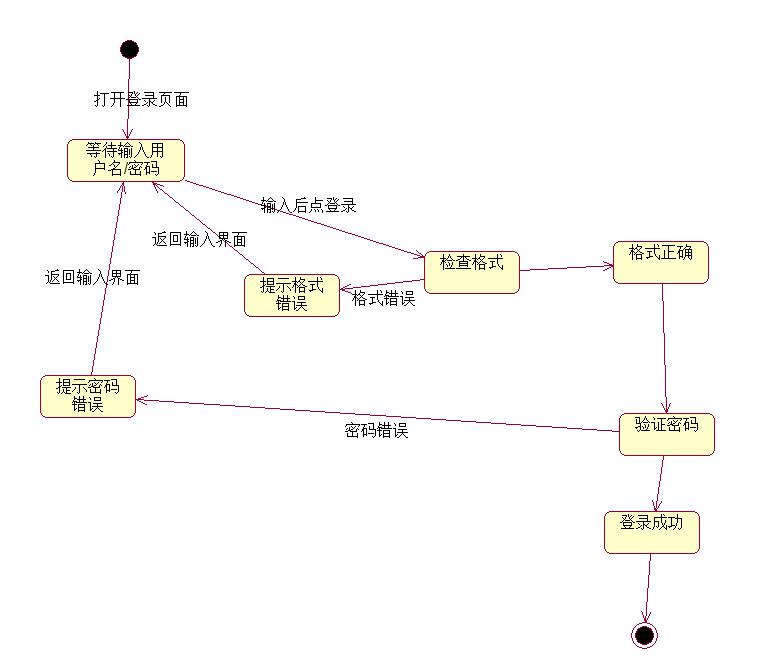 打开登录页面
等待输入用
户名/密码
输入后点登录
返回输入界面
检查格式
格式正确
返回输入界面
提示格式
错误
格式错误
提示密码
错误
密码错误
验证密码
登录成功